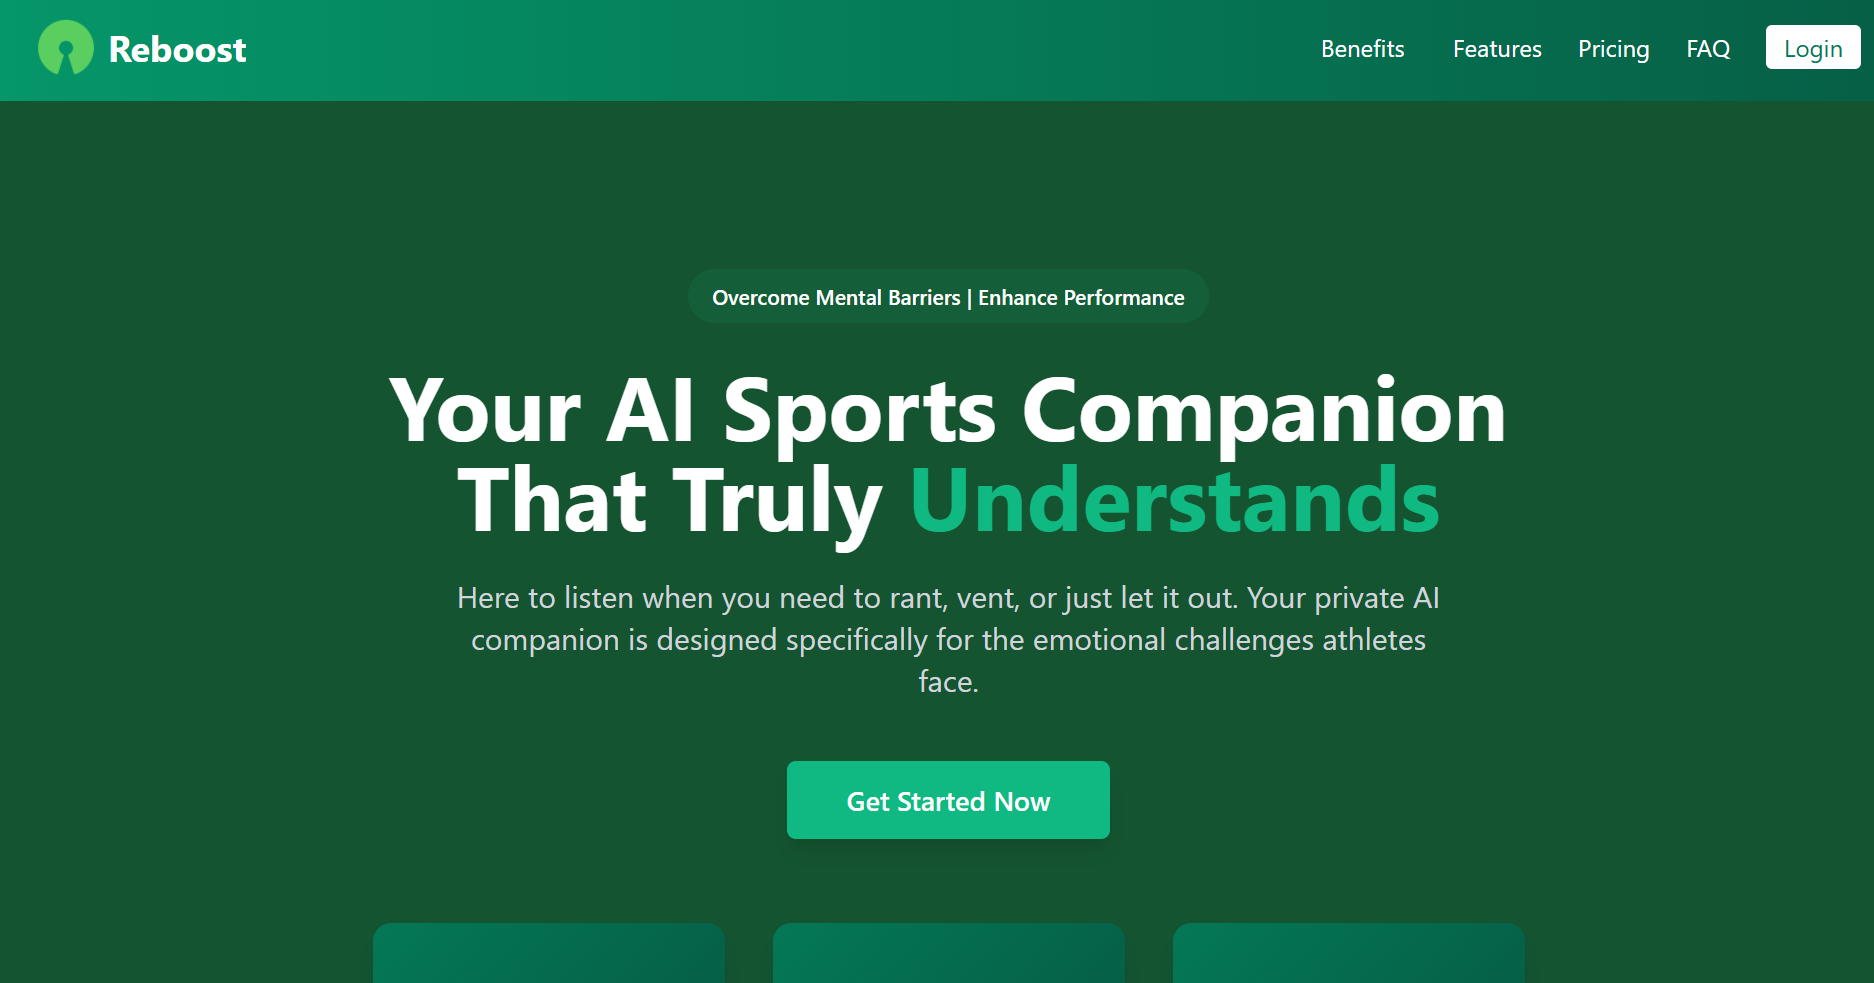 Reboost
Benefits
Features
Pricing
FAQ
Login
Overcome Mental Barriers | Enhance Performance
Your AI Sports Companion
That Truly Understands
Here to listen when you need to rant, vent, or just let it out. Your private AI
companion is designed specifically for the emotional challenges athletes
face.
Get Started Now